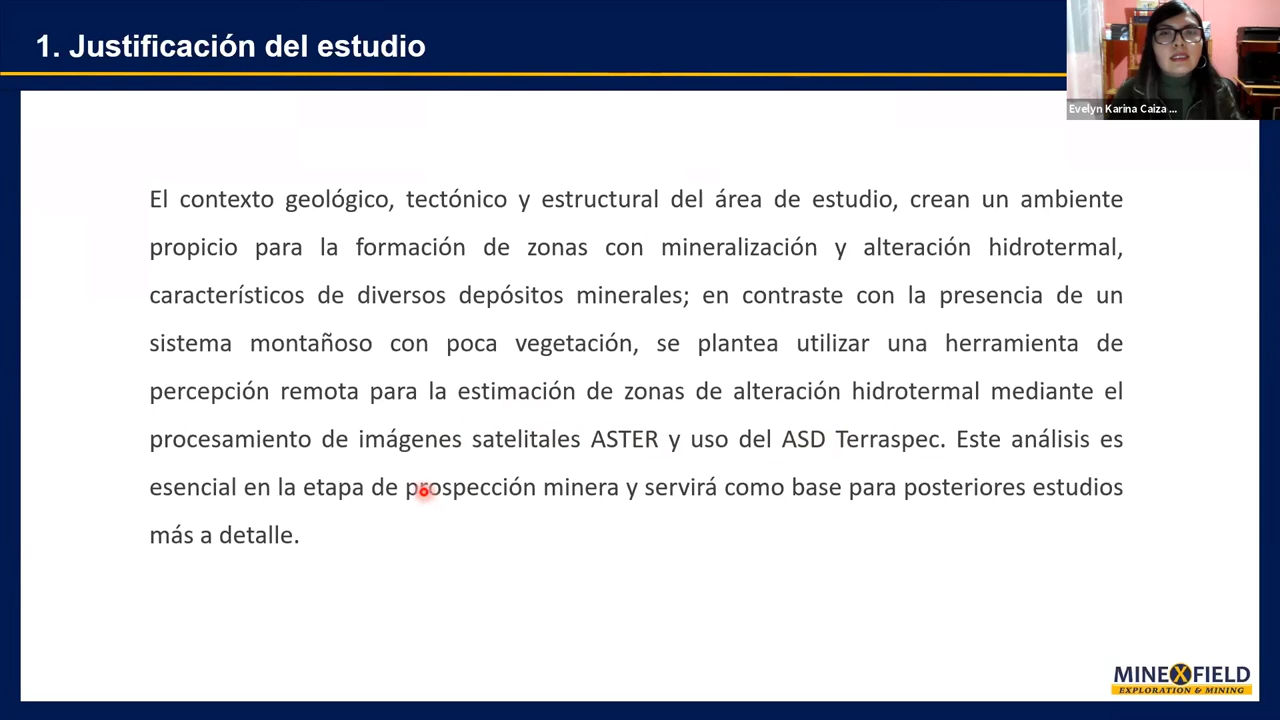 1. Justificación del estudio
Evelyn Karina Caiza ...
El contexto geológico, tectónico y estructural del área de estudio, crean un ambiente
propicio para la formación de zonas con mineralización y alteración hidrotermal,
característicos de diversos depósitos minerales; en contraste con la presencia de un
sistema montañoso con poca vegetación, se plantea utilizar una herramienta de
percepción remota para la estimación de zonas de alteración hidrotermal mediante el
procesamiento de imágenes satelitales ASTER y uso del ASD Terraspec. Este análisis es
esencial en la etapa de prospección minera y servirá como base para posteriores estudios
más a detalle.
MINEXFIELD
EXPLORATION & MINING